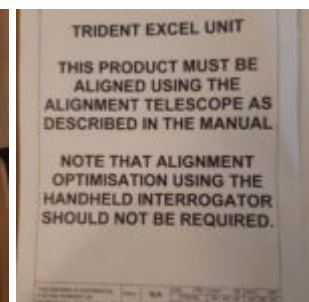 TRIDENT EXCEL UNIT
THIS PRODUCT MUST BE
ALIGNED USING THE
ALIGNMENT TELESCOPE AS
DESCRIBED IN THE MANUAL
NOTE THAT ALIGNMENT
OPTIMISATION USING THE
HANDHELD INTERROGATOR
SHOULD NOT BE REQUIRED.
N/A